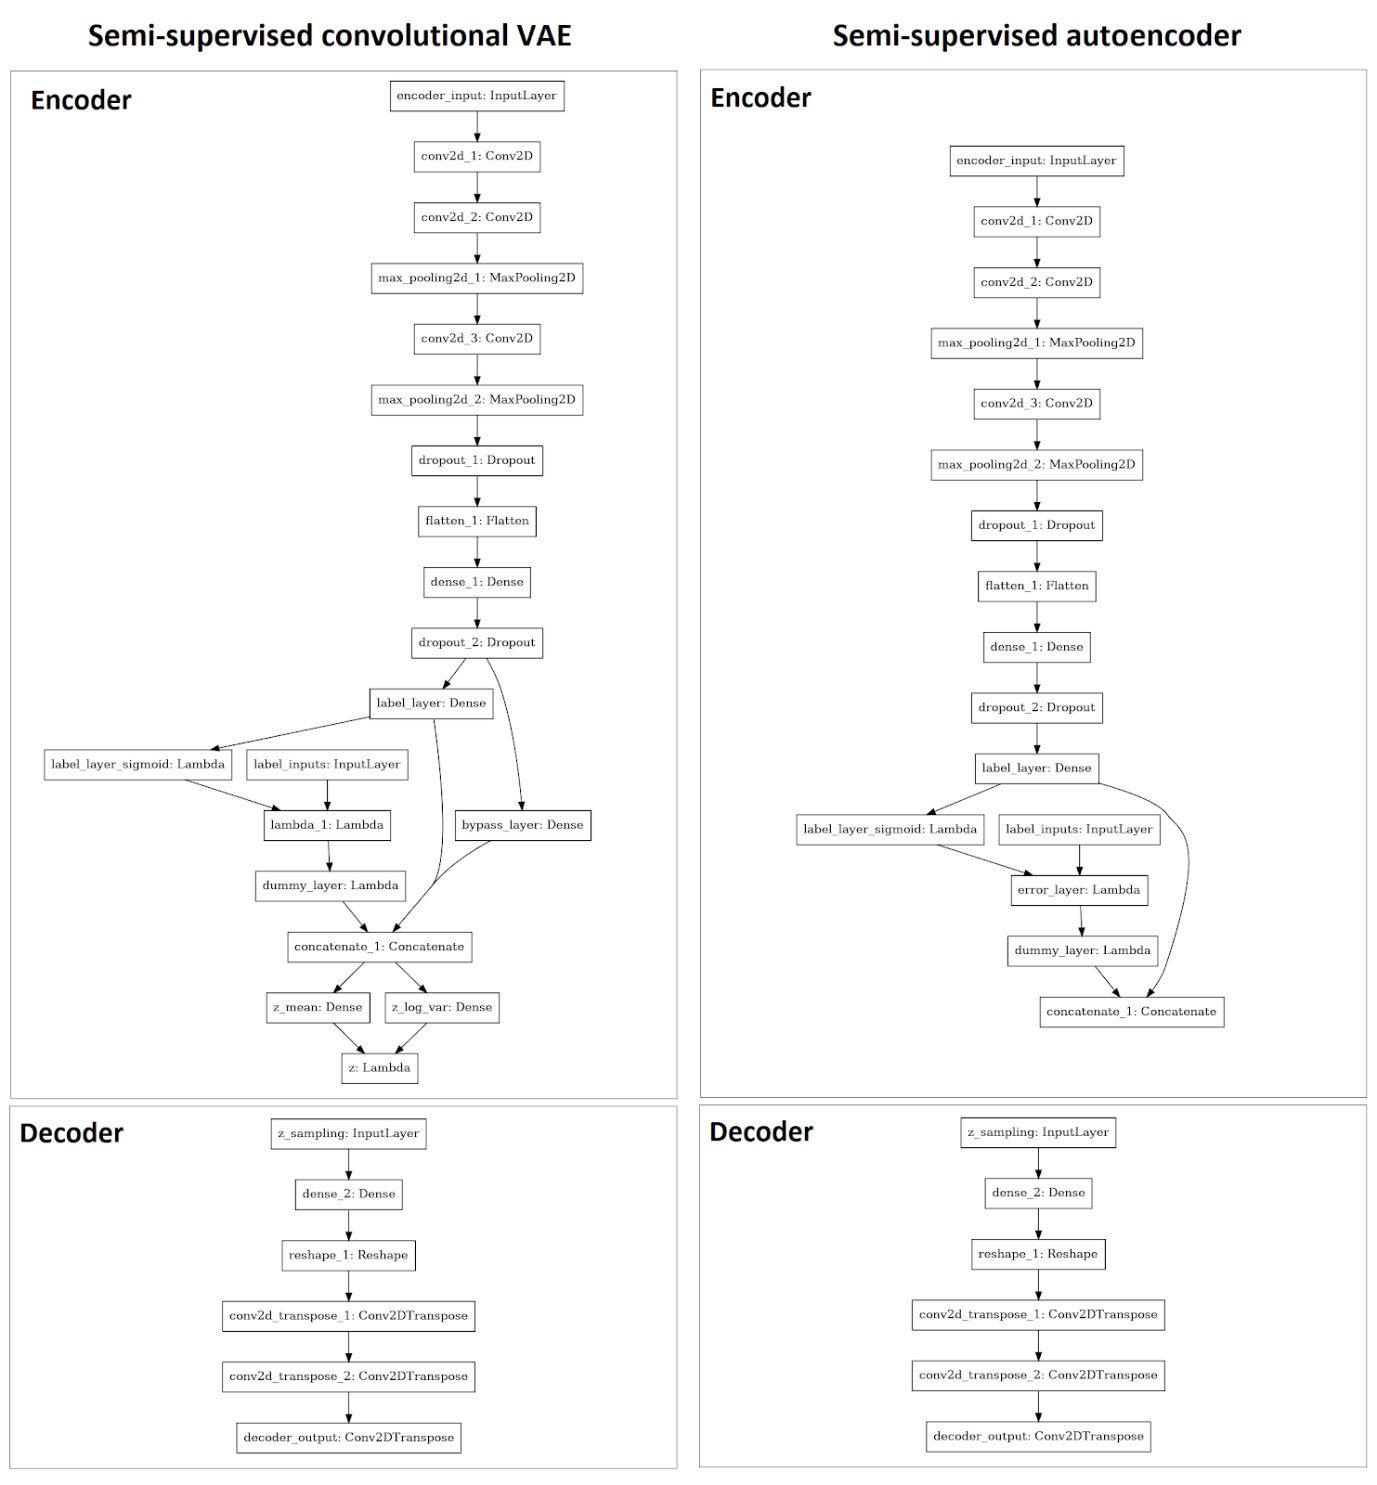 Semi-supervised convolutional VAE
Encoder
encoder_input: InputLayer
conv2d_1: Conv2D
conv2d_2: Conv2D
max_pooling2d_1: MaxPooling2D
conv2d_3: Conv2D
max_pooling2d_2: MaxPooling2D
dropout_1: Dropout
flatten_1: Flatten
dense_1: Dense
dropout_2: Dropout
label_layer: Dense
label_layer_sigmoid: Lambda
label_inputs: InputLayer
lambda_1: Lambda
bypass_layer: Dense
dummy_layer: Lambda
concatenate_1: Concatenate
z_mean: Dense
z_log_var: Dense
z: Lambda
Decoder
z_sampling: InputLayer
dense_2: Dense
reshape_1: Reshape
conv2d_transpose_1: Conv2DTranspose
conv2d_transpose_2: Conv2DTranspose
decoder_output: Conv2DTranspose
Semi-supervised autoencoder
Encoder
encoder_input: InputLayer
conv2d_1: Conv2D
conv2d_2: Conv2D
max_pooling2d_1: MaxPooling2D
conv2d_3: Conv2D
max_pooling2d_2: MaxPooling2D
dropout_1: Dropout
flatten_1: Flatten
dense_1: Dense
dropout_2: Dropout
label_layer: Dense
label_layer_sigmoid: Lambda
label_inputs: InputLayer
error_layer: Lambda
dummy_layer: Lambda
concatenate_1: Concatenate
Decoder
z_sampling: InputLayer
dense_2: Dense
reshape_1: Reshape
conv2d_transpose_1: Conv2DTranspose
conv2d_transpose_2: Conv2DTranspose
decoder_output: Conv2DTranspose